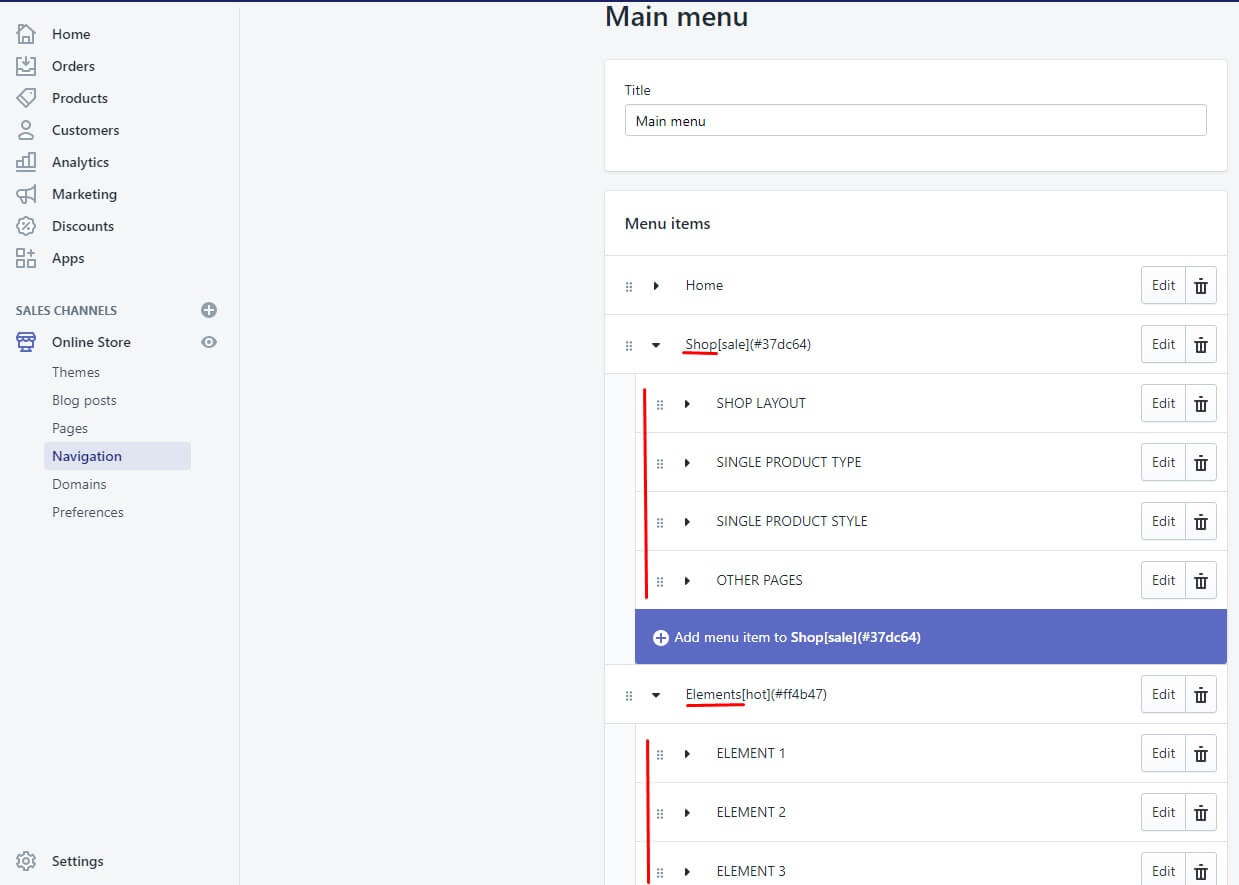 Main menu
Home
Orders
Products
Customers
Analytics
Marketing
Discounts
Apps
SALES CHANNELS
Online Store
Themes
Blog posts
Pages
Navigation
Domains
Preferences
Settings
Title
Main menu
Menu items
Home Edit
Shop[sale](#37dc64) Edit
SHOP LAYOUT Edit
SINGLE PRODUCT TYPE Edit
SINGLE PRODUCT STYLE Edit
OTHER PAGES Edit
Add menu item to Shop[sale](#37dc64)
Elements[hot](#ff4b47) Edit
ELEMENT 1 Edit
ELEMENT 2 Edit
ELEMENT 3 Edit